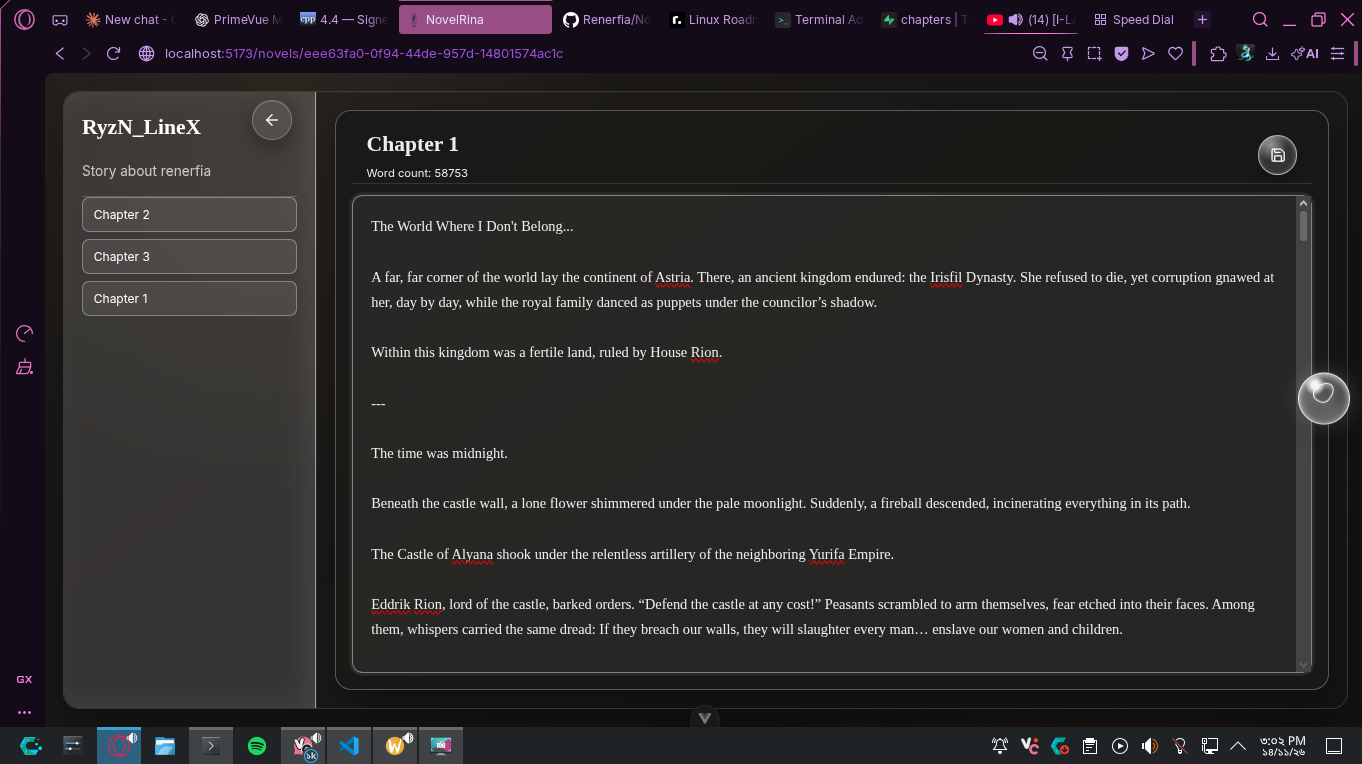 New chat - C
PrimeVue M
cpp 4.4 — Signe
NovelRina
Renerfia/No
r. Linux Roadm
Terminal Ad
chapters | T
(14) [I-LA
Speed Dial
localhost:5173/novels/eee63fa0-0f94-44de-957d-14801574ac1c
AI
RyzN_LineX
Story about renerfia
Chapter 2
Chapter 3
Chapter 1
Chapter 1
Word count: 58753
The World Where I Don't Belong...
A far, far corner of the world lay the continent of Astria. There, an ancient kingdom endured: the Irisfil Dynasty. She refused to die, yet corruption gnawed at
her, day by day, while the royal family danced as puppets under the councilor’s shadow.
Within this kingdom was a fertile land, ruled by House Rion.
---
The time was midnight.
Beneath the castle wall, a lone flower shimmered under the pale moonlight. Suddenly, a fireball descended, incinerating everything in its path.
The Castle of Alyana shook under the relentless artillery of the neighboring Yurifa Empire.
Eddrik Rion, lord of the castle, barked orders. “Defend the castle at any cost!” Peasants scrambled to arm themselves, fear etched into their faces. Among
them, whispers carried the same dread: If they breach our walls, they will slaughter every man… enslave our women and children.
GX
sk
VC
৩:০২ PM